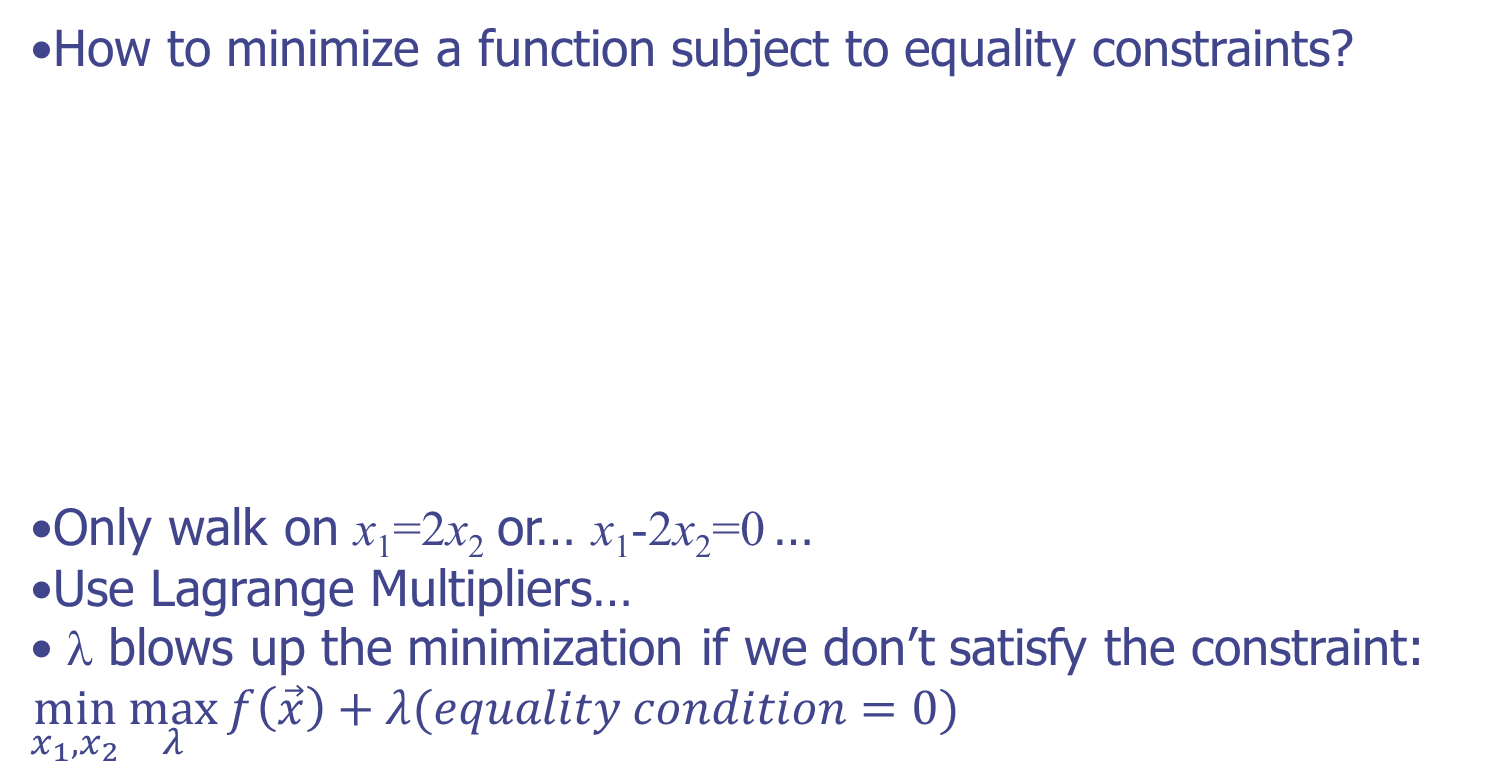 •How to minimize a function subject to equality constraints?
•Only walk on x₁=2x₂ or... x₁-2x₂=0 ...
•Use Lagrange Multipliers...
• λ blows up the minimization if we don’t satisfy the constraint:
min max f(x⃗) + λ(equality condition = 0)
x₁,x₂ λ